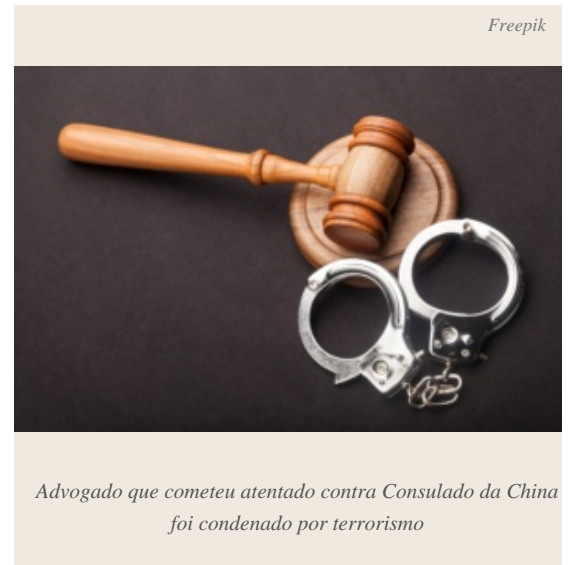 Freepik
Advogado que cometeu atentado contra Consulado da China
foi condenado por terrorismo